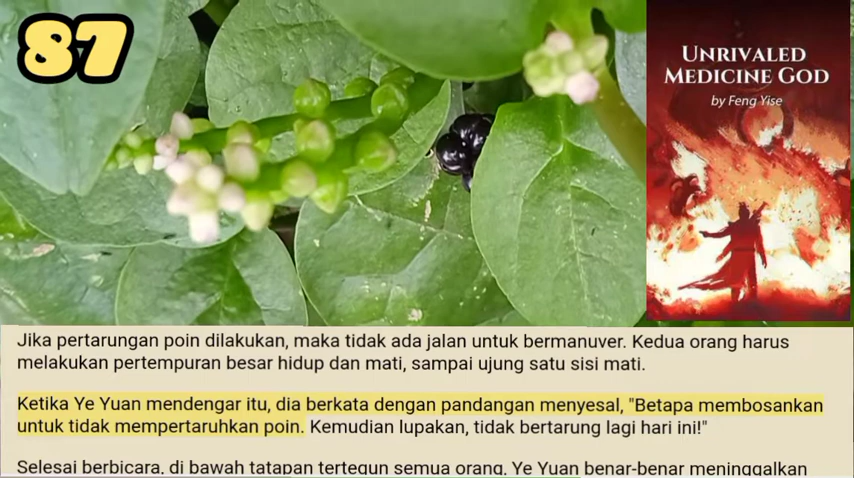 87
UNRIVALED
MEDICINE GOD
by Feng Yise
Jika pertarungan poin dilakukan, maka tidak ada jalan untuk bermanuver. Kedua orang harus
melakukan pertempuran besar hidup dan mati, sampai ujung satu sisi mati.
Ketika Ye Yuan mendengar itu, dia berkata dengan pandangan menyesal, "Betapa membosankan
untuk tidak mempertaruhkan poin. Kemudian lupakan, tidak bertarung lagi hari ini!"
Selesai berbicara, di bawah tatapan tertegun semua orang, Ye Yuan benar-benar meninggalkan